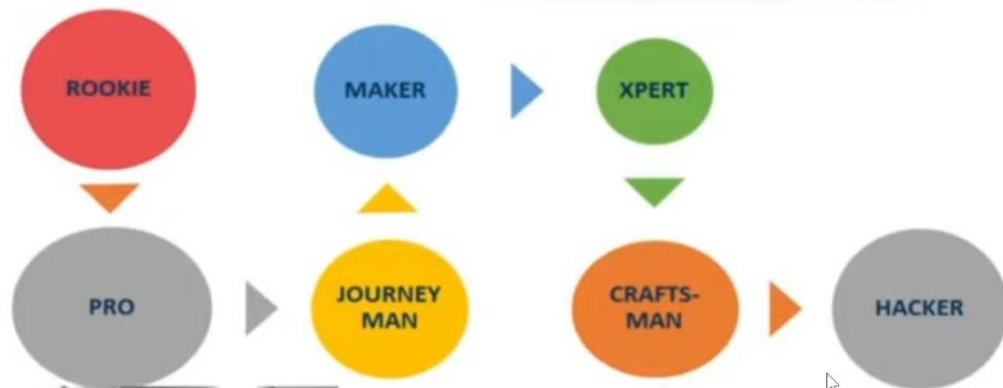 ROOKIE
MAKER
XPERT
PRO
JOURNEY
MAN
CRAFTS-
MAN
HACKER